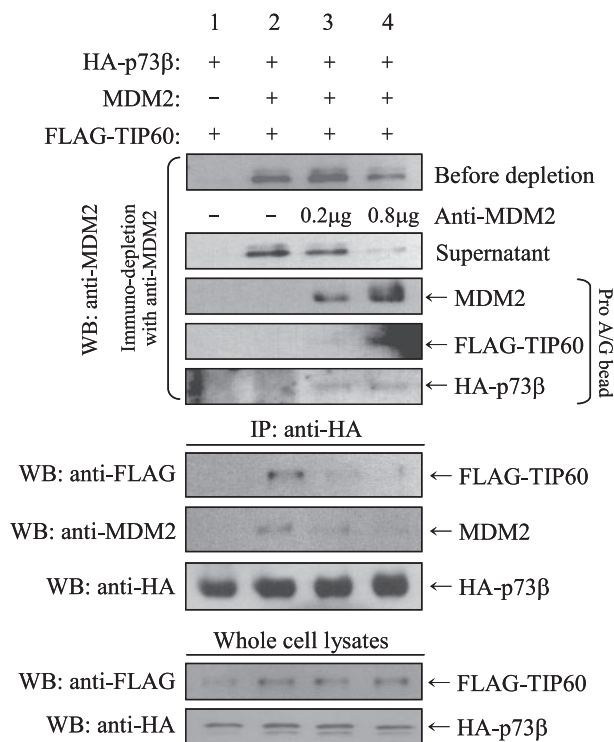 1 2 3 4
HA-p73β: + + + +
MDM2: − + + +
FLAG-TIP60: + + + +
WB: anti-MDM2
Immuno-depletion
with anti-MDM2
Before depletion
− − 0.2μg 0.8μg Anti-MDM2
Supernatant
← MDM2
← FLAG-TIP60
← HA-p73β
Pro A/G bead
IP: anti-HA
WB: anti-FLAG ← FLAG-TIP60
WB: anti-MDM2 ← MDM2
WB: anti-HA ← HA-p73β
Whole cell lysates
WB: anti-FLAG ← FLAG-TIP60
WB: anti-HA ← HA-p73β